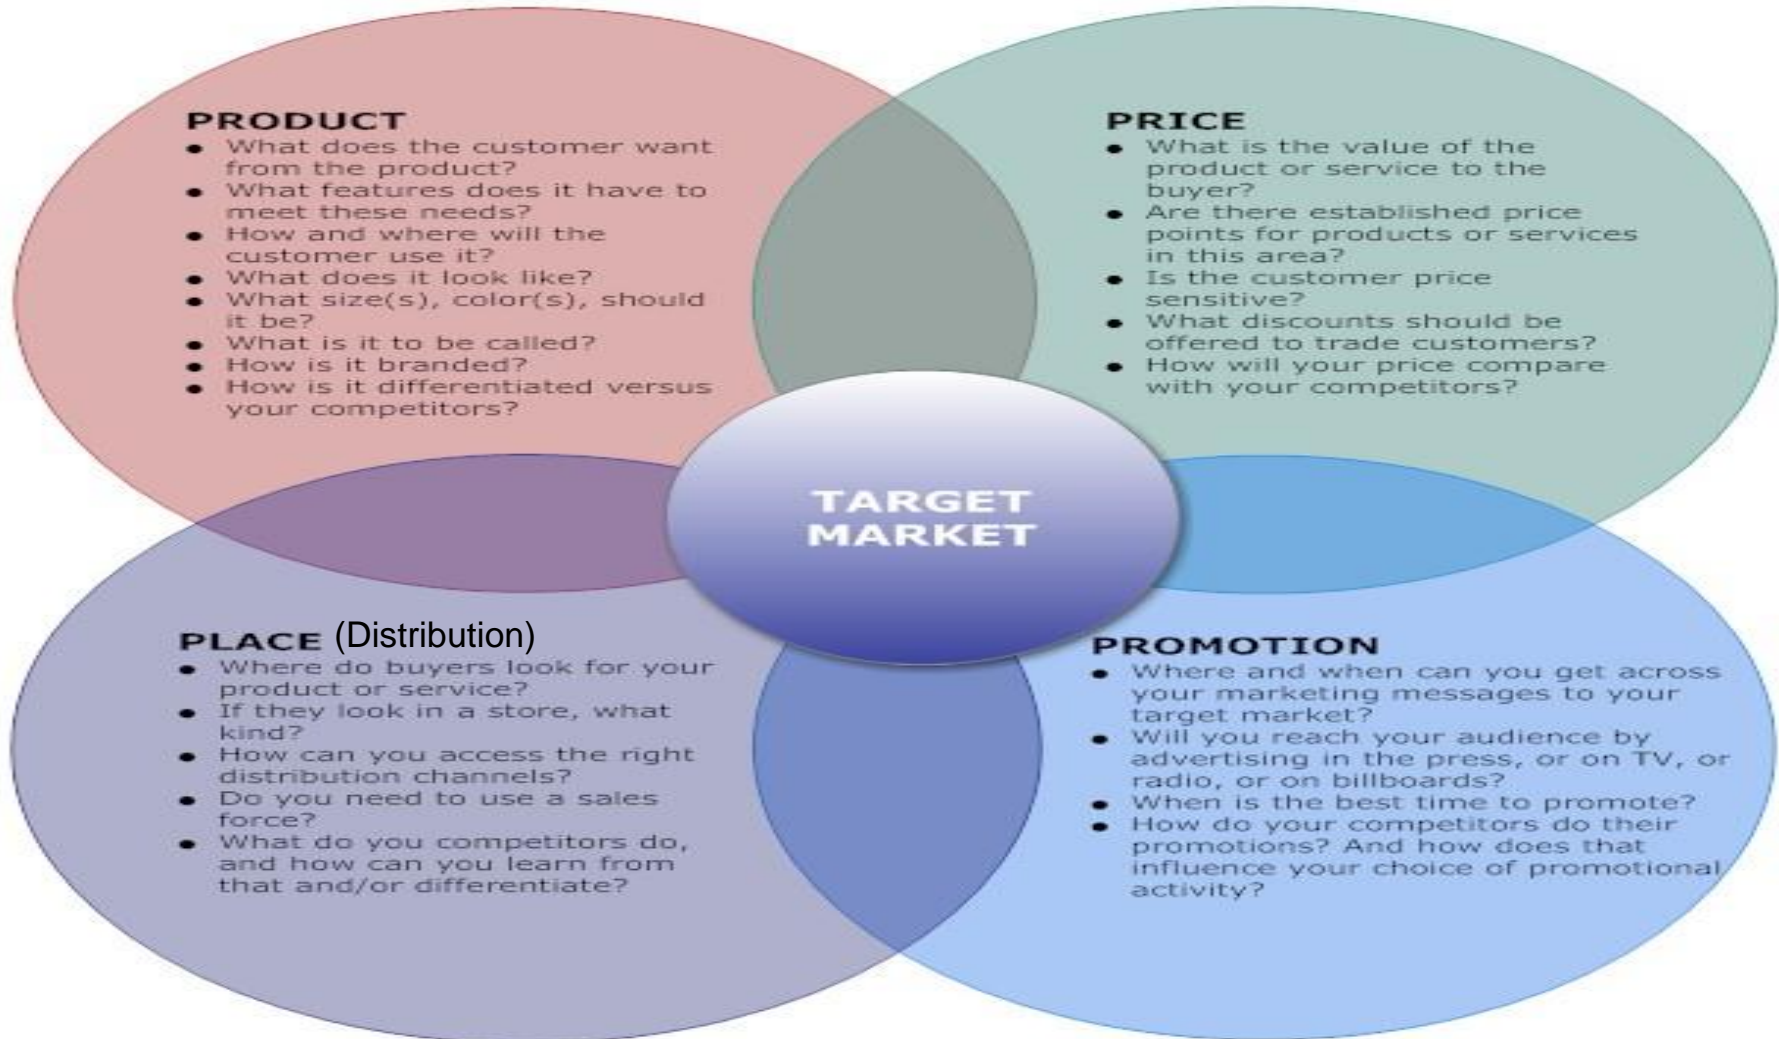 PRODUCT
● What does the customer want
from the product?
● What features does it have to
meet these needs?
● How and where will the
customer use it?
● What does it look like?
● What size(s), color(s), should
it be?
● What is it to be called?
● How is it branded?
● How is it differentiated versus
your competitors?
PRICE
● What is the value of the
product or service to the
buyer?
● Are there established price
points for products or services
in this area?
● Is the customer price
sensitive?
● What discounts should be
offered to trade customers?
● How will your price compare
with your competitors?
TARGET
MARKET
PLACE (Distribution)
● Where do buyers look for your
product or service?
● If they look in a store, what
kind?
● How can you access the right
distribution channels?
● Do you need to use a sales
force?
● What do you competitors do,
and how can you learn from
that and/or differentiate?
PROMOTION
● Where and when can you get across
your marketing messages to your
target market?
● Will you reach your audience by
advertising in the press, or on TV, or
radio, or on billboards?
● When is the best time to promote?
● How do your competitors do their
promotions? And how does that
influence your choice of promotional
activity?